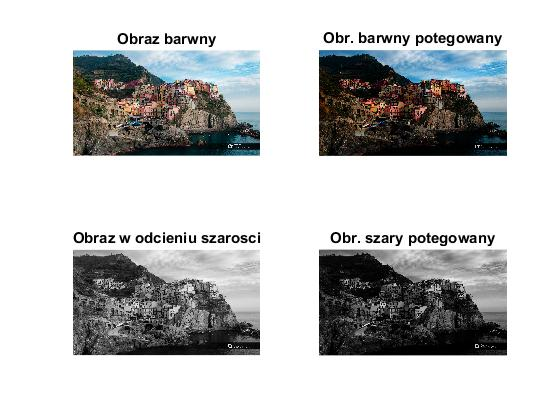 Obraz barwny
Obr. barwny potegowany
Obraz w odcieniu szarosci
Obr. szary potegowany